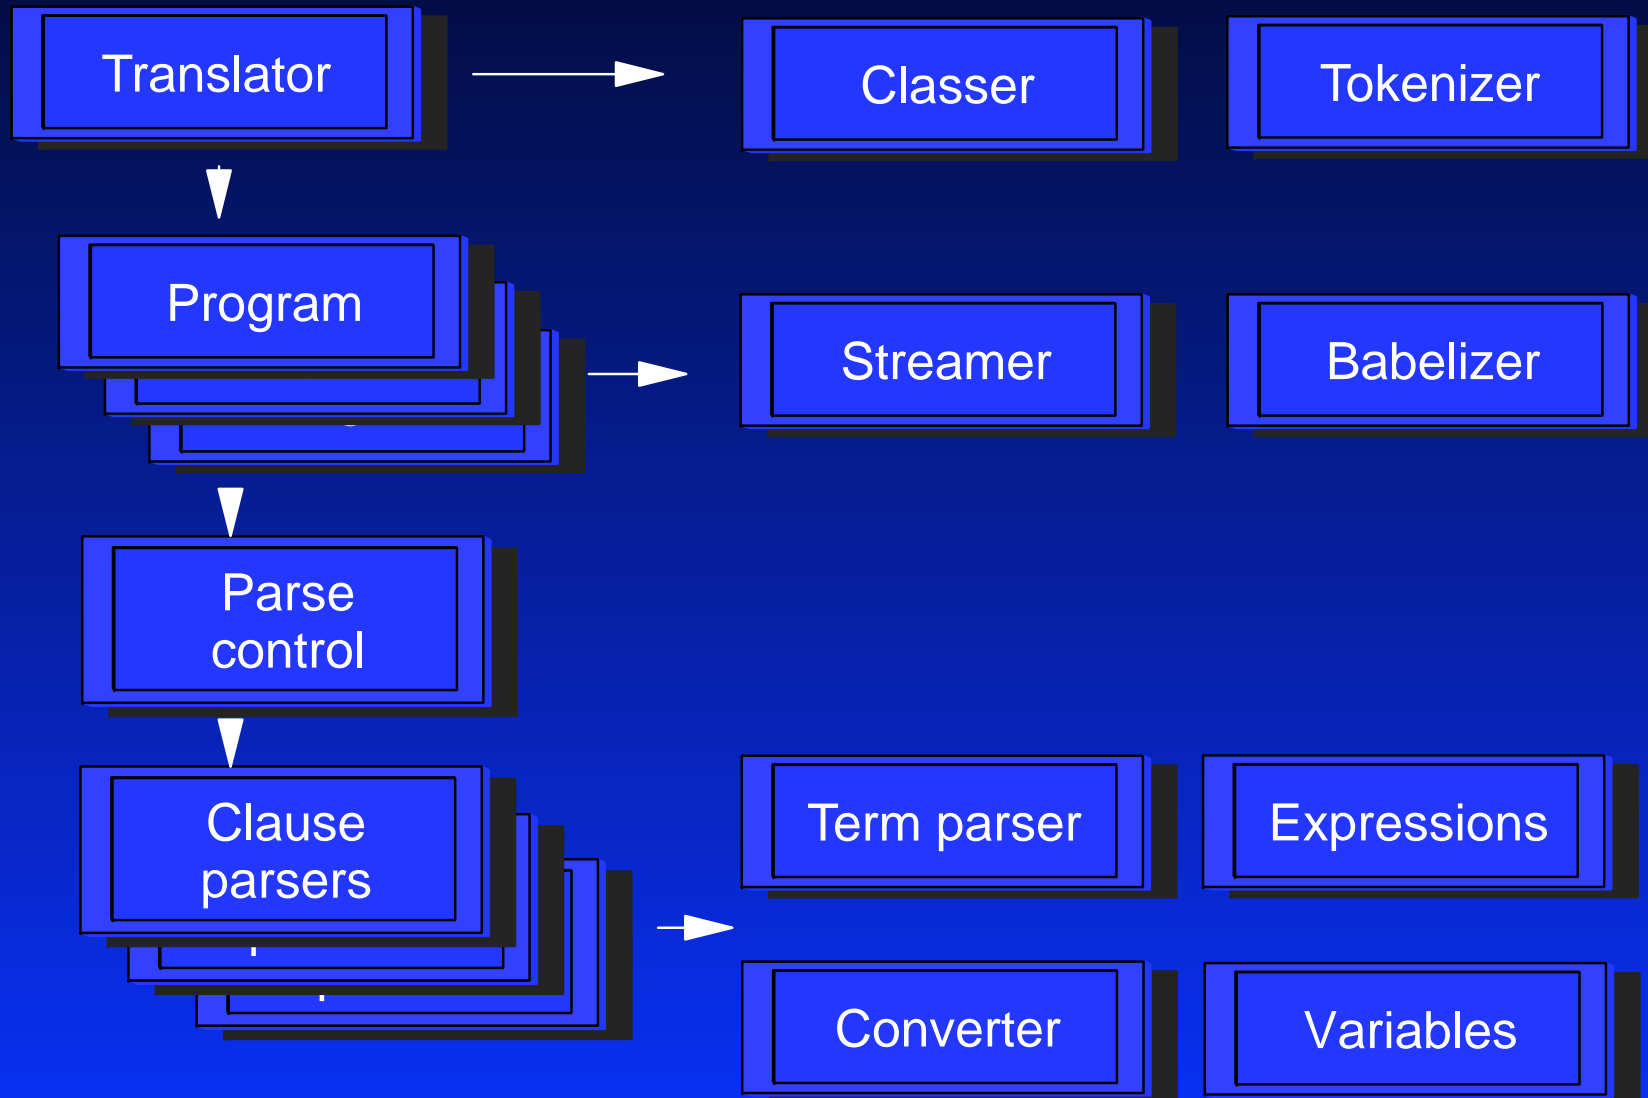 Translator
Classer
Tokenizer
Program
Streamer
Babelizer
Parse
control
Clause
parsers
Term parser
Expressions
Converter
Variables